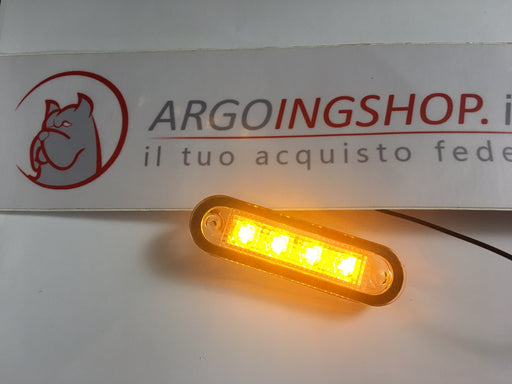 ARGOINGSHOP. i
il tuo acquisto fede